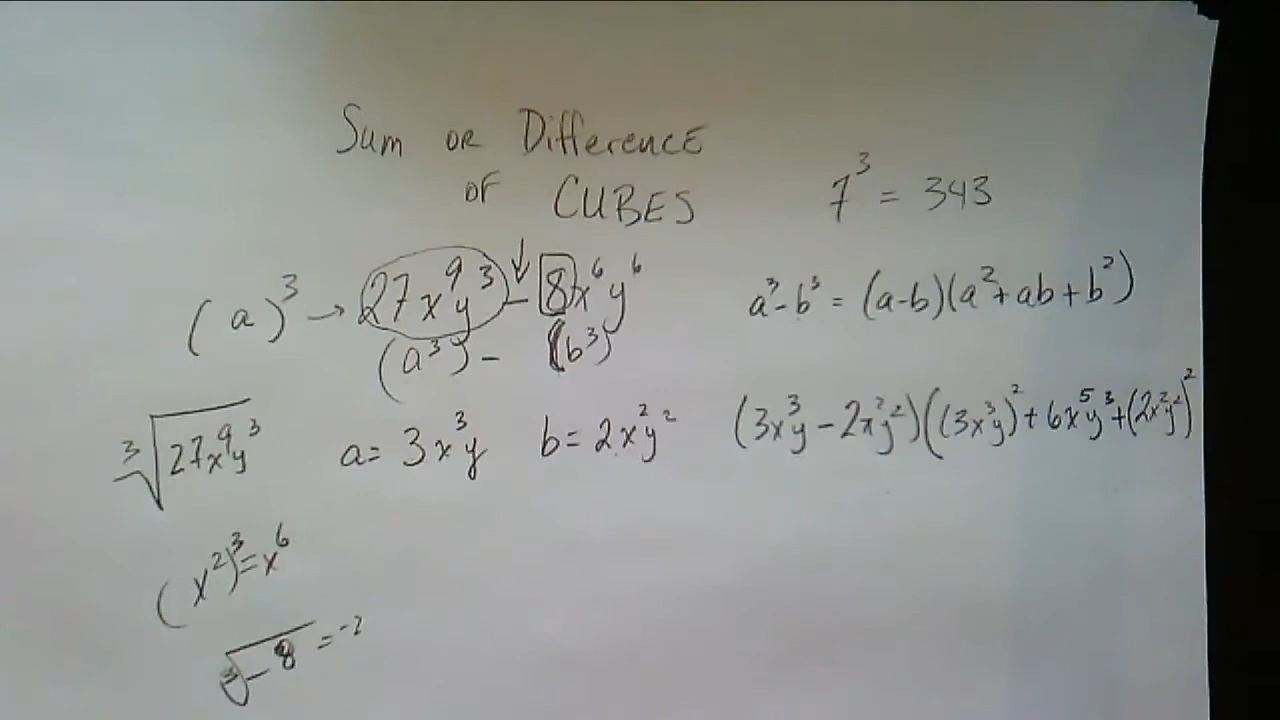 Sum OR Difference
OF CUBES
7³ = 343
(a)³ → 27x⁹y³ - 8x⁶y⁶
(a³) - (b³)
a³-b³ = (a-b)(a²+ab+b²)
∛27x⁹y³
a= 3x³y
b= 2x²y²
(3x³y - 2x²y²)((3x³y)² + 6x⁵y³ + (2x²y²)²
(x²)³=x⁶
∛-8 = -2